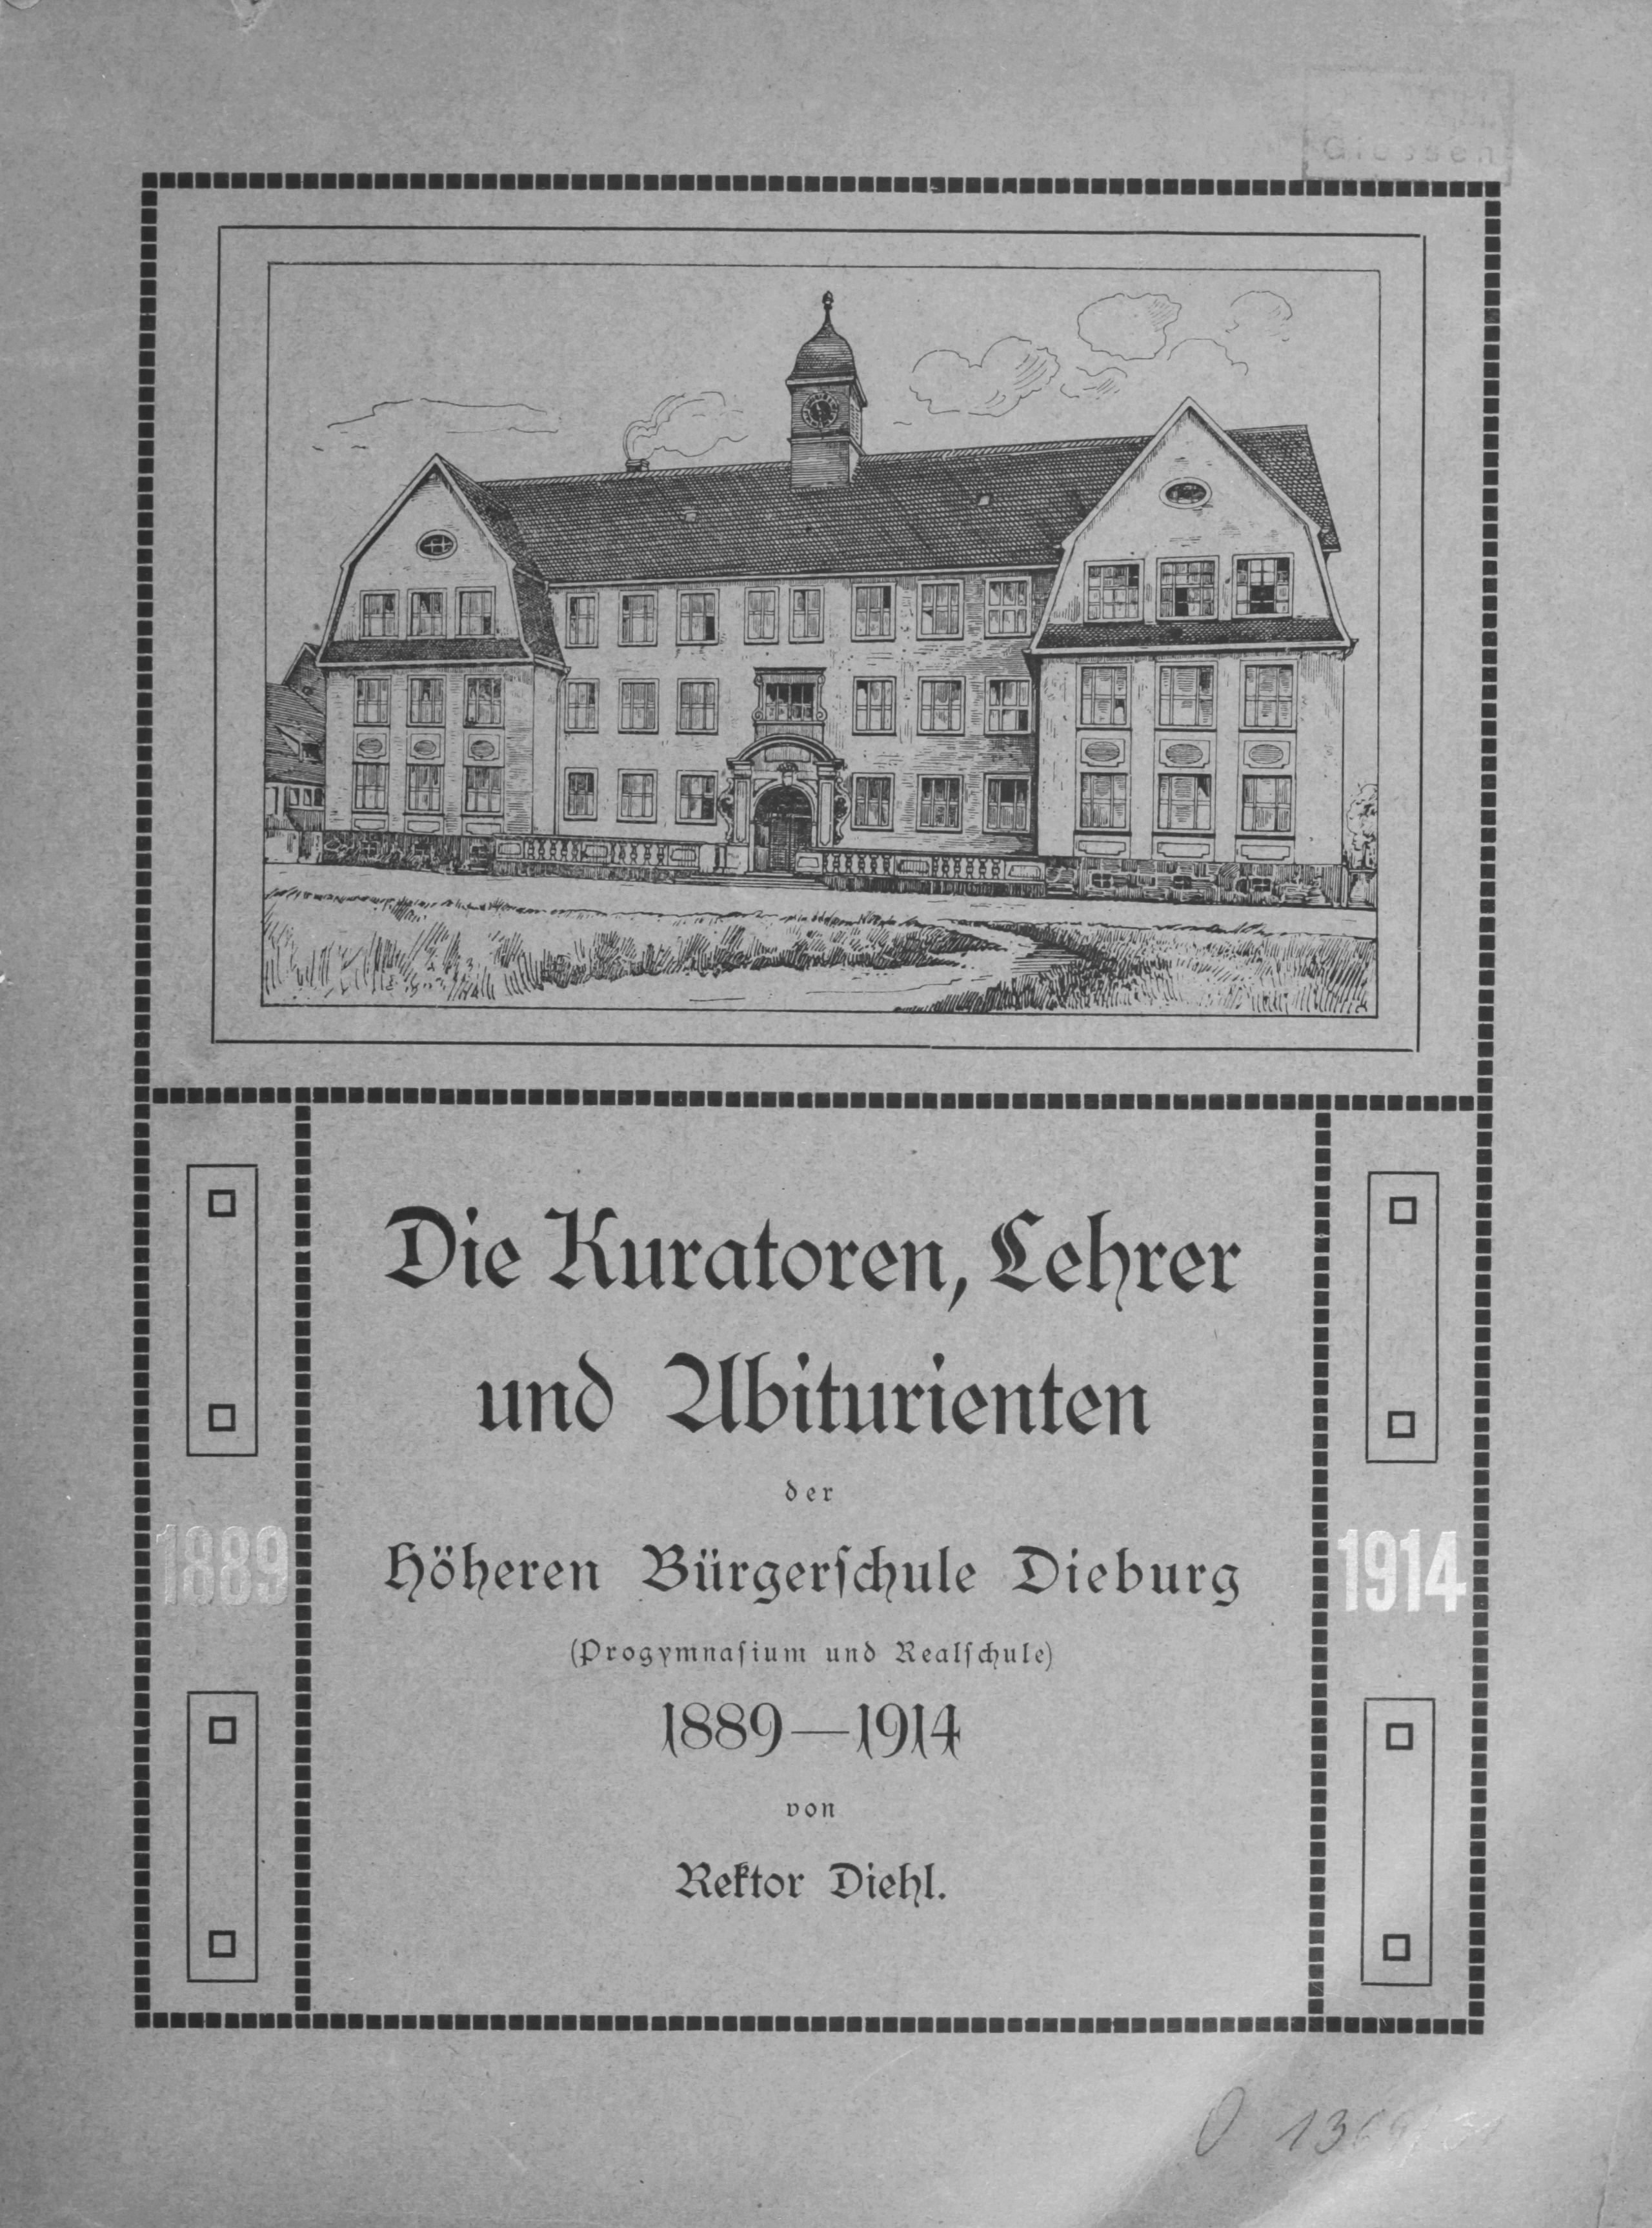 Giessen
Die Kuratoren, Lehrer
und Abiturienten
der
Höheren Bürgerſchule Dieburg
(Progymnaſium und Realſchule)
1889—1914
von
Rektor Diehl.
1889
1914